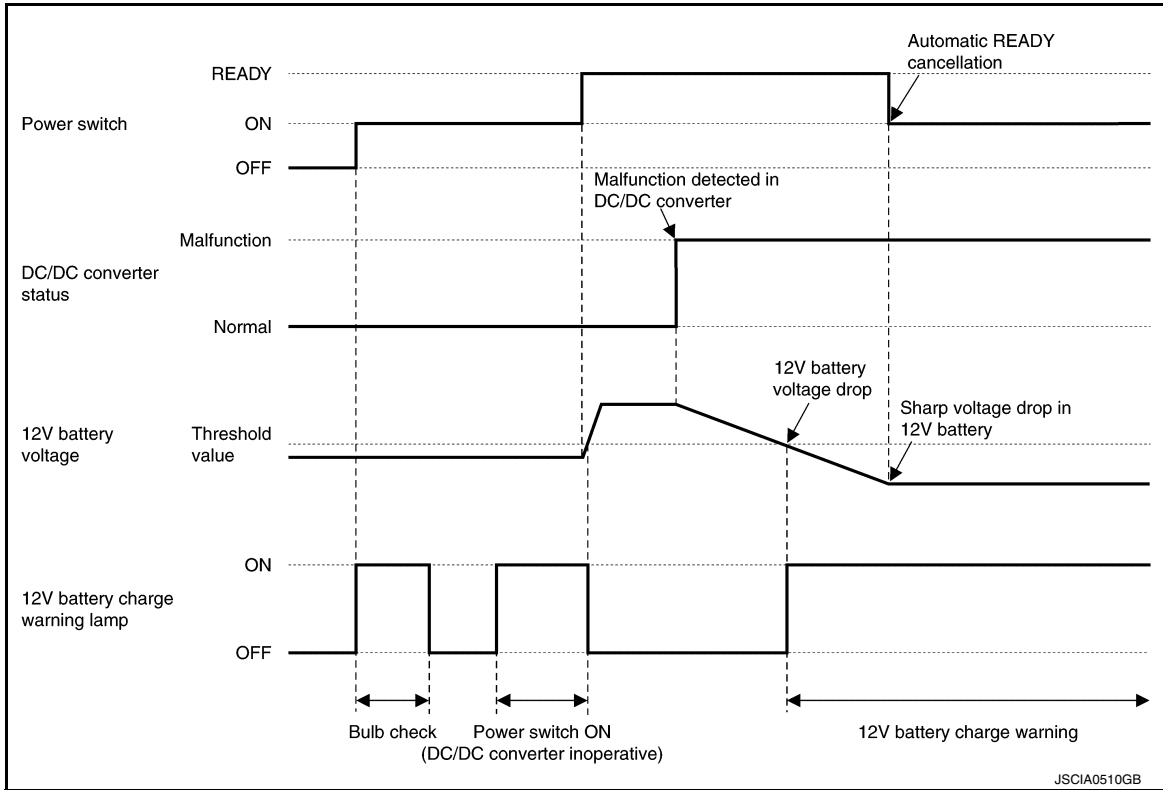 Automatic READY
cancellation
READY
Power switch
ON
OFF
Malfunction detected in
DC/DC converter
Malfunction
DC/DC converter
status
Normal
12V battery
voltage drop
Sharp voltage drop in
12V battery
12V battery
voltage
Threshold
value
ON
12V battery charge
warning lamp
OFF
Bulb check
Power switch ON
(DC/DC converter inoperative)
12V battery charge warning
JSCIA0510GB